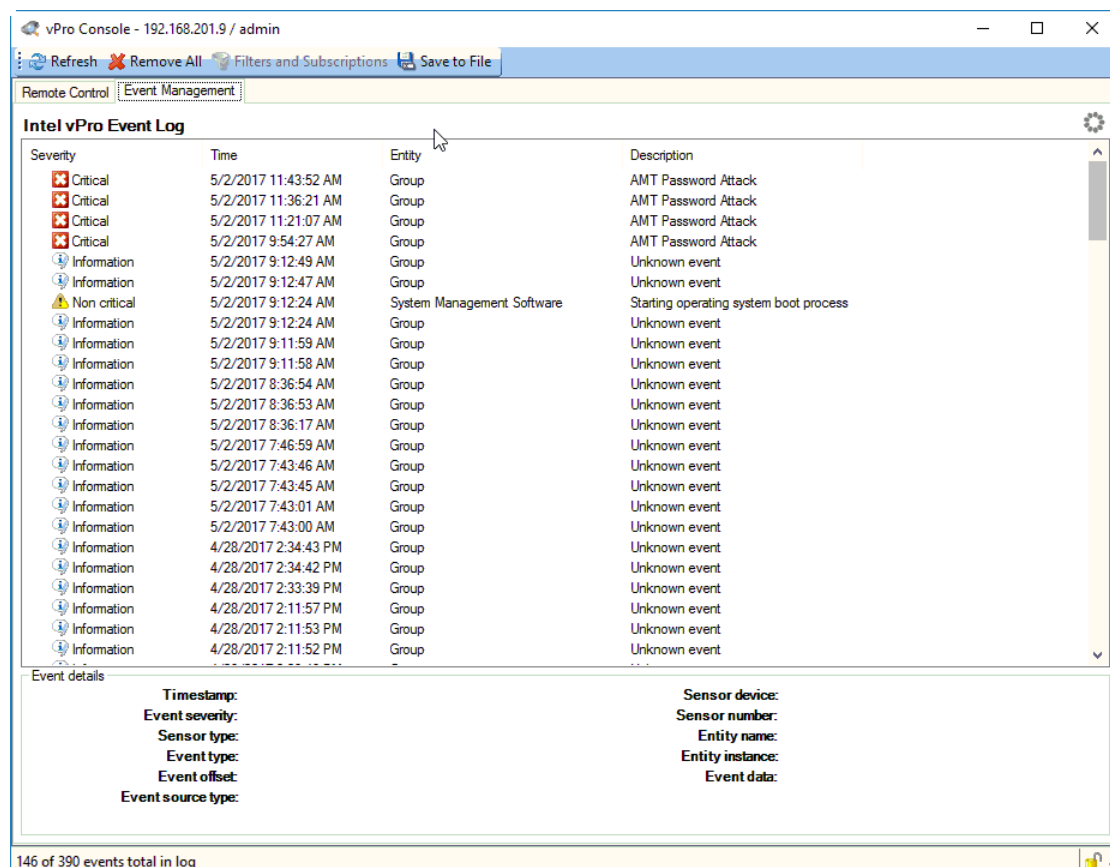 vPro Console - 192.168.201.9 / admin
Refresh Remove All Filters and Subscriptions Save to File
Remote Control Event Management
Intel vPro Event Log
Severity Time Entity Description
Critical 5/2/2017 11:43:52 AM Group AMT Password Attack
Critical 5/2/2017 11:36:21 AM Group AMT Password Attack
Critical 5/2/2017 11:21:07 AM Group AMT Password Attack
Critical 5/2/2017 9:54:27 AM Group AMT Password Attack
Information 5/2/2017 9:12:49 AM Group Unknown event
Information 5/2/2017 9:12:47 AM Group Unknown event
Non critical 5/2/2017 9:12:24 AM System Management Software Starting operating system boot process
Information 5/2/2017 9:12:24 AM Group Unknown event
Information 5/2/2017 9:11:59 AM Group Unknown event
Information 5/2/2017 9:11:58 AM Group Unknown event
Information 5/2/2017 8:36:54 AM Group Unknown event
Information 5/2/2017 8:36:53 AM Group Unknown event
Information 5/2/2017 8:36:17 AM Group Unknown event
Information 5/2/2017 7:46:59 AM Group Unknown event
Information 5/2/2017 7:43:46 AM Group Unknown event
Information 5/2/2017 7:43:45 AM Group Unknown event
Information 5/2/2017 7:43:01 AM Group Unknown event
Information 5/2/2017 7:43:00 AM Group Unknown event
Information 4/28/2017 2:34:43 PM Group Unknown event
Information 4/28/2017 2:34:42 PM Group Unknown event
Information 4/28/2017 2:33:39 PM Group Unknown event
Information 4/28/2017 2:11:57 PM Group Unknown event
Information 4/28/2017 2:11:53 PM Group Unknown event
Information 4/28/2017 2:11:52 PM Group Unknown event
Event details
Timestamp: Sensor device:
Event severity: Sensor number:
Sensor type: Entity name:
Event type: Entity instance:
Event offset: Event data:
Event source type:
146 of 390 events total in log